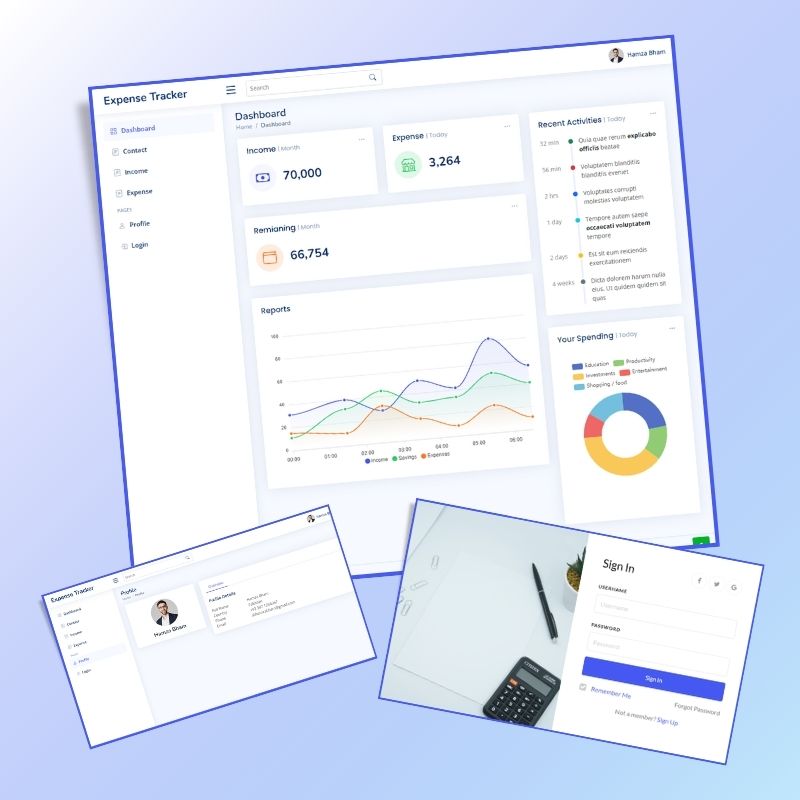 Expense Tracker
Search
Hamza Bham
Dashboard
Contact
Income
Expense
PAGES
Profile
Login
Dashboard
Home / Dashboard
Income | Month
70,000
Expense | Today
3,264
Remianing | Month
66,754
Reports
100
80
60
40
20
0
00:00 01:00 02:00 03:00 04:00 05:00 06:00
Income Savings Expenses
Recent Activities | Today
32 min Quia quae rerum explicabo
officiis beatae
56 min Voluptatem blanditiis
blanditiis eveniet
2 hrs Voluptates corrupti
molestias voluptatem
1 day Tempore autem saepe
occaecati voluptatem
tempore
2 days Est sit eum reiciendis
exercitationem
4 weeks Dicta dolorem harum nulla
eius. Ut quidem quidem sit
quas
Your Spending | Today
Education Productivity
Investments Entertainment
Shopping / food
Expense Tracker
Search
Dashboard
Contact
Income
Expense
Profile
Login
Profile
Hamza Bham
Overview
Profile Details
Full Name Hamza Bham
Country
Phone
Email
CITIZEN
Sign In
USERNAME
Username
PASSWORD
Password
Sign In
Remember Me
Forgot Password
Not a member? Sign Up